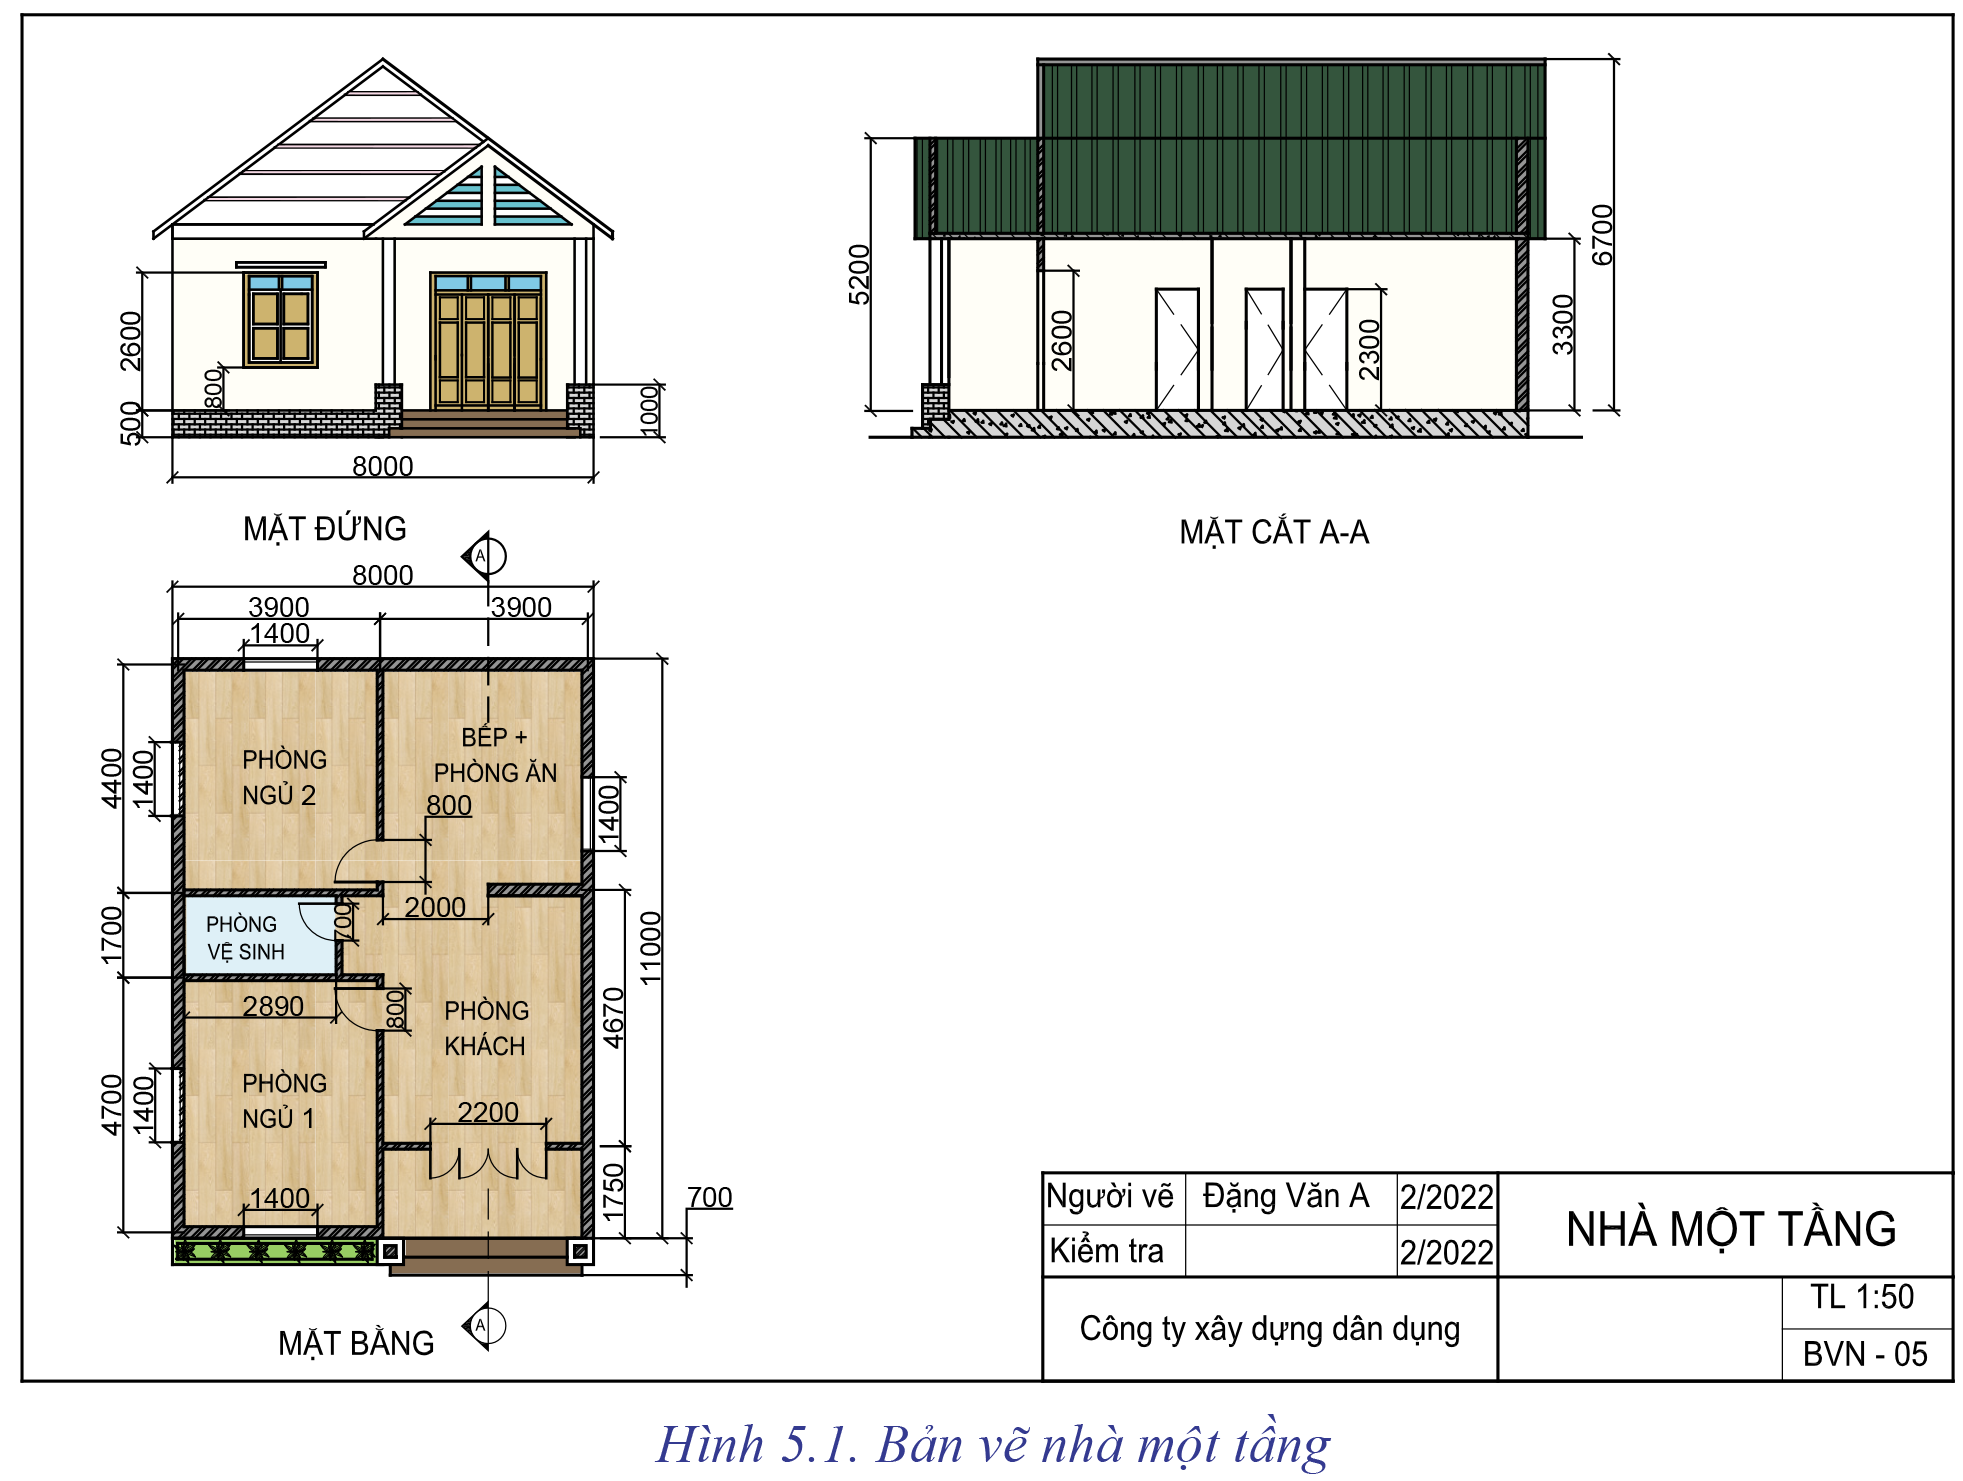 2600
800
500
1000
8000
MẶT ĐỨNG
5200
2600
2300
3300
6700
MẶT CẮT A-A
A
8000
3900
3900
1400
4400
1400
PHÒNG
NGỦ 2
BẾP +
PHÒNG ĂN
800
1400
1700
PHÒNG
VỆ SINH
700
2000
11000
4700
1400
2890
800
PHÒNG
KHÁCH
4670
PHÒNG
NGỦ 1
2200
1400
1750
700
A
MẶT BẰNG
Người vẽ Đặng Văn A 2/2022
Kiểm tra 2/2022
Công ty xây dựng dân dụng
NHÀ MỘT TẦNG
TL 1:50
BVN - 05
Hình 5.1. Bản vẽ nhà một tầng